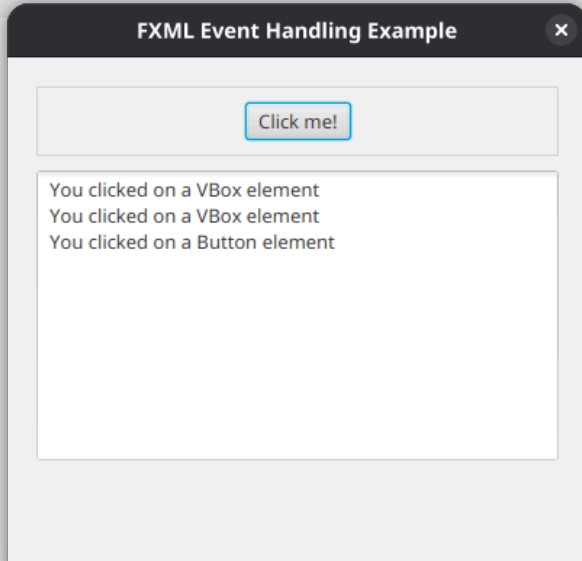 FXML Event Handling Example
Click me!
You clicked on a VBox element
You clicked on a VBox element
You clicked on a Button element